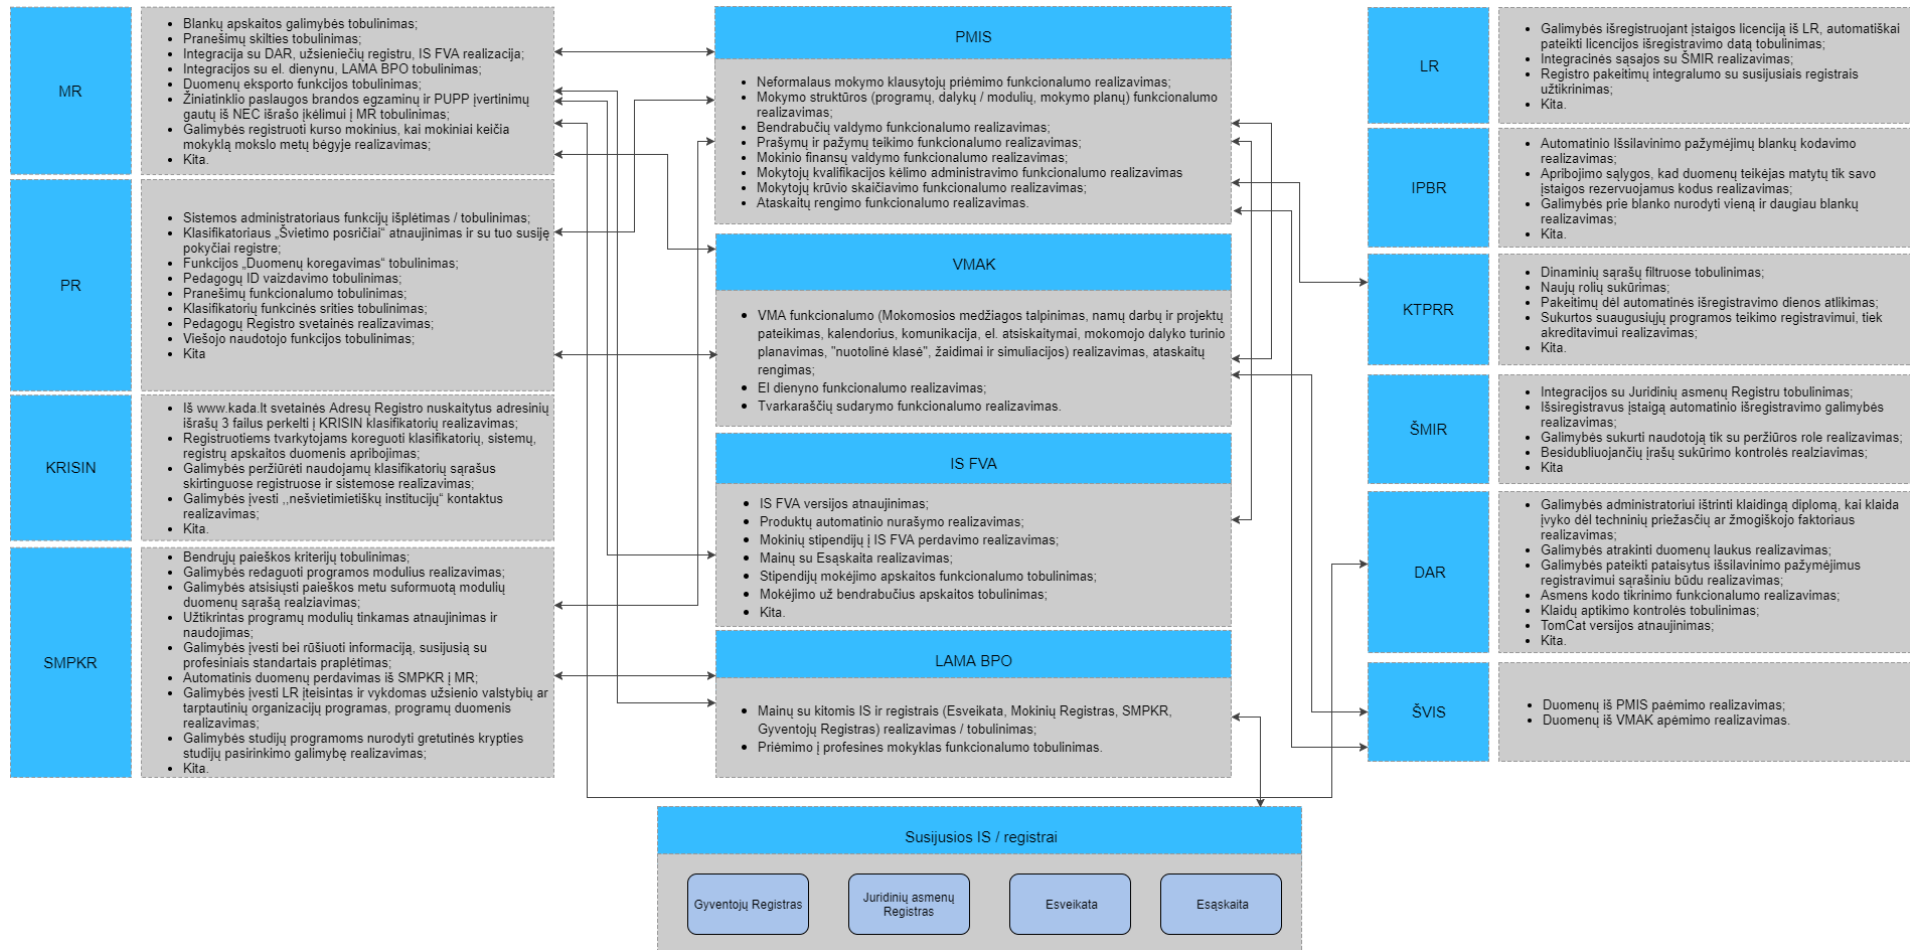 MR
• Blankų apskaitos galimybės tobulinimas;
• Pranešimų skilties tobulinimas;
• Integracija su DAR, užsieniečių registru, IS FVA realizacija;
• Integracijos su el. dienynu, LAMA BPO tobulinimas;
• Duomenų eksporto funkcijos tobulinimas;
• Žiniatinklio paslaugos brandos egzaminų ir PUPP įvertinimų
gautų iš NEC išrašo įkėlimui į MR tobulinimas;
• Galimybės registruoti kurso mokinius, kai mokiniai keičia
mokyklą mokslo metų bėgyje realizavimas;
• Kita.
PR
• Sistemos administratoriaus funkcijų išplėtimas / tobulinimas;
• Klasifikatoriaus „Švietimo posričiai“ atnaujinimas ir su tuo susiję
pokyčiai registre;
• Funkcijos „Duomenų koregavimas“ tobulinimas;
• Pedagogų ID vaizdavimo tobulinimas;
• Pranešimų funkcionalumo tobulinimas;
• Klasifikatorių funkcinės srities tobulinimas;
• Pedagogų Registro svetainės realizavimas;
• Viešojo naudotojo funkcijos tobulinimas;
• Kita
KRISIN
• Iš www.kada.lt svetainės Adresų Registro nuskaitytus adresinių
išrašų 3 failus perkelti į KRISIN klasifikatorių realizavimas;
• Registruotiems tvarkytojams koreguoti klasifikatorių, sistemų,
registrų apskaitos duomenis apribojimas;
• Galimybės peržiūrėti naudojamų klasifikatorių sąrašus
skirtinguose registruose ir sistemose realizavimas;
• Galimybės įvesti ,,nešvietimietiškų institucijų“ kontaktus
realizavimas;
• Kita.
SMPKR
• Bendrųjų paieškos kriterijų tobulinimas;
• Galimybės redaguoti programos modulius realizavimas;
• Galimybės atsisiųsti paieškos metu suformuotą modulių
duomenų sąrašą realziavimas;
• Užtikrintas programų modulių tinkamas atnaujinimas ir
naudojimas;
• Galimybės įvesti bei rūšiuoti informaciją, susijusią su
profesiniais standartais praplėtimas;
• Automatinis duomenų perdavimas iš SMPKR į MR;
• Galimybės įvesti LR įteisintas ir vykdomas užsienio valstybių ar
tarptautinių organizacijų programas, programų duomenis
realizavimas;
• Galimybės studijų programoms nurodyti gretutinės krypties
studijų pasirinkimo galimybę realizavimas;
• Kita.
PMIS
• Neformalaus mokymo klausytojų priėmimo funkcionalumo realizavimas;
• Mokymo struktūros (programų, dalykų / modulių, mokymo planų) funkcionalumo
realizavimas;
• Bendrabučių valdymo funkcionalumo realizavimas;
• Prašymų ir pažymų teikimo funkcionalumo realizavimas;
• Mokinio finansų valdymo funkcionalumo realizavimas;
• Mokytojų kvalifikacijos kėlimo administravimo funkcionalumo realizavimas
• Mokytojų krūvio skaičiavimo funkcionalumo realizavimas;
• Ataskaitų rengimo funkcionalumo realizavimas.
VMAK
• VMA funkcionalumo (Mokomosios medžiagos talpinimas, namų darbų ir projektų
pateikimas, kalendorius, komunikacija, el. atsiskaitymai, mokomojo dalyko turinio
planavimas, "nuotolinė klasė", žaidimai ir simuliacijos) realizavimas, ataskaitų
rengimas;
• El dienyno funkcionalumo realizavimas;
• Tvarkaraščių sudarymo funkcionalumo realizavimas.
IS FVA
• IS FVA versijos atnaujinimas;
• Produktų automatinio nurašymo realizavimas;
• Mokinių stipendijų į IS FVA perdavimo realizavimas;
• Mainų su Esąskaita realizavimas;
• Stipendijų mokėjimo apskaitos funkcionalumo tobulinimas;
• Mokėjimo už bendrabučius apskaitos tobulinimas;
• Kita.
LAMA BPO
• Mainų su kitomis IS ir registrais (Esveikata, Mokinių Registras, SMPKR,
Gyventojų Registras) realizavimas / tobulinimas;
• Priėmimo į profesines mokyklas funkcionalumo tobulinimas.
LR
• Galimybės išregistruojant įstaigos licenciją iš LR, automatiškai
pateikti licencijos išregistravimo datą tobulinimas;
• Integracinės sąsajos su ŠMIR realizavimas;
• Registro pakeitimų integralumo su susijusiais registrais
užtikrinimas;
• Kita.
IPBR
• Automatinio Išsilavinimo pažymėjimų blankų kodavimo
realizavimas;
• Apribojimo sąlygos, kad duomenų teikėjas matytų tik savo
įstaigos rezervuojamus kodus realizavimas;
• Galimybės prie blanko nurodyti vieną ir daugiau blankų
realizavimas;
• Kita.
KTPRR
• Dinaminių sąrašų filtruose tobulinimas;
• Naujų rolių sukūrimas;
• Pakeitimų dėl automatinės išregistravimo dienos atlikimas;
• Sukurtos suaugusiųjų programos teikimo registravimui, tiek
akreditavimui realizavimas;
• Kita.
ŠMIR
• Integracijos su Juridinių asmenų Registru tobulinimas;
• Išsiregistravus įstaigą automatinio išregistravimo galimybės
realizavimas;
• Galimybės sukurti naudotoją tik su peržiūros role realizavimas;
• Besidubliuojančių įrašų sukūrimo kontrolės realziavimas;
• Kita
DAR
• Galimybės administratoriui ištrinti klaidingą diplomą, kai klaida
įvyko dėl techninių priežasčių ar žmogiškojo faktoriaus
realizavimas;
• Galimybės atrakinti duomenų laukus realizavimas;
• Galimybės pateikti pataisytus išsilavinimo pažymėjimus
registravimui sąrašiniu būdu realizavimas;
• Asmens kodo tikrinimo funkcionalumo realizavimas;
• Klaidų aptikimo kontrolės tobulinimas;
• TomCat versijos atnaujinimas;
• Kita.
ŠVIS
• Duomenų iš PMIS paėmimo realizavimas;
• Duomenų iš VMAK apėmimo realizavimas.
Susijusios IS / registrai
Gyventojų Registras
Juridinių asmenų
Registras
Esveikata
Esąskaita